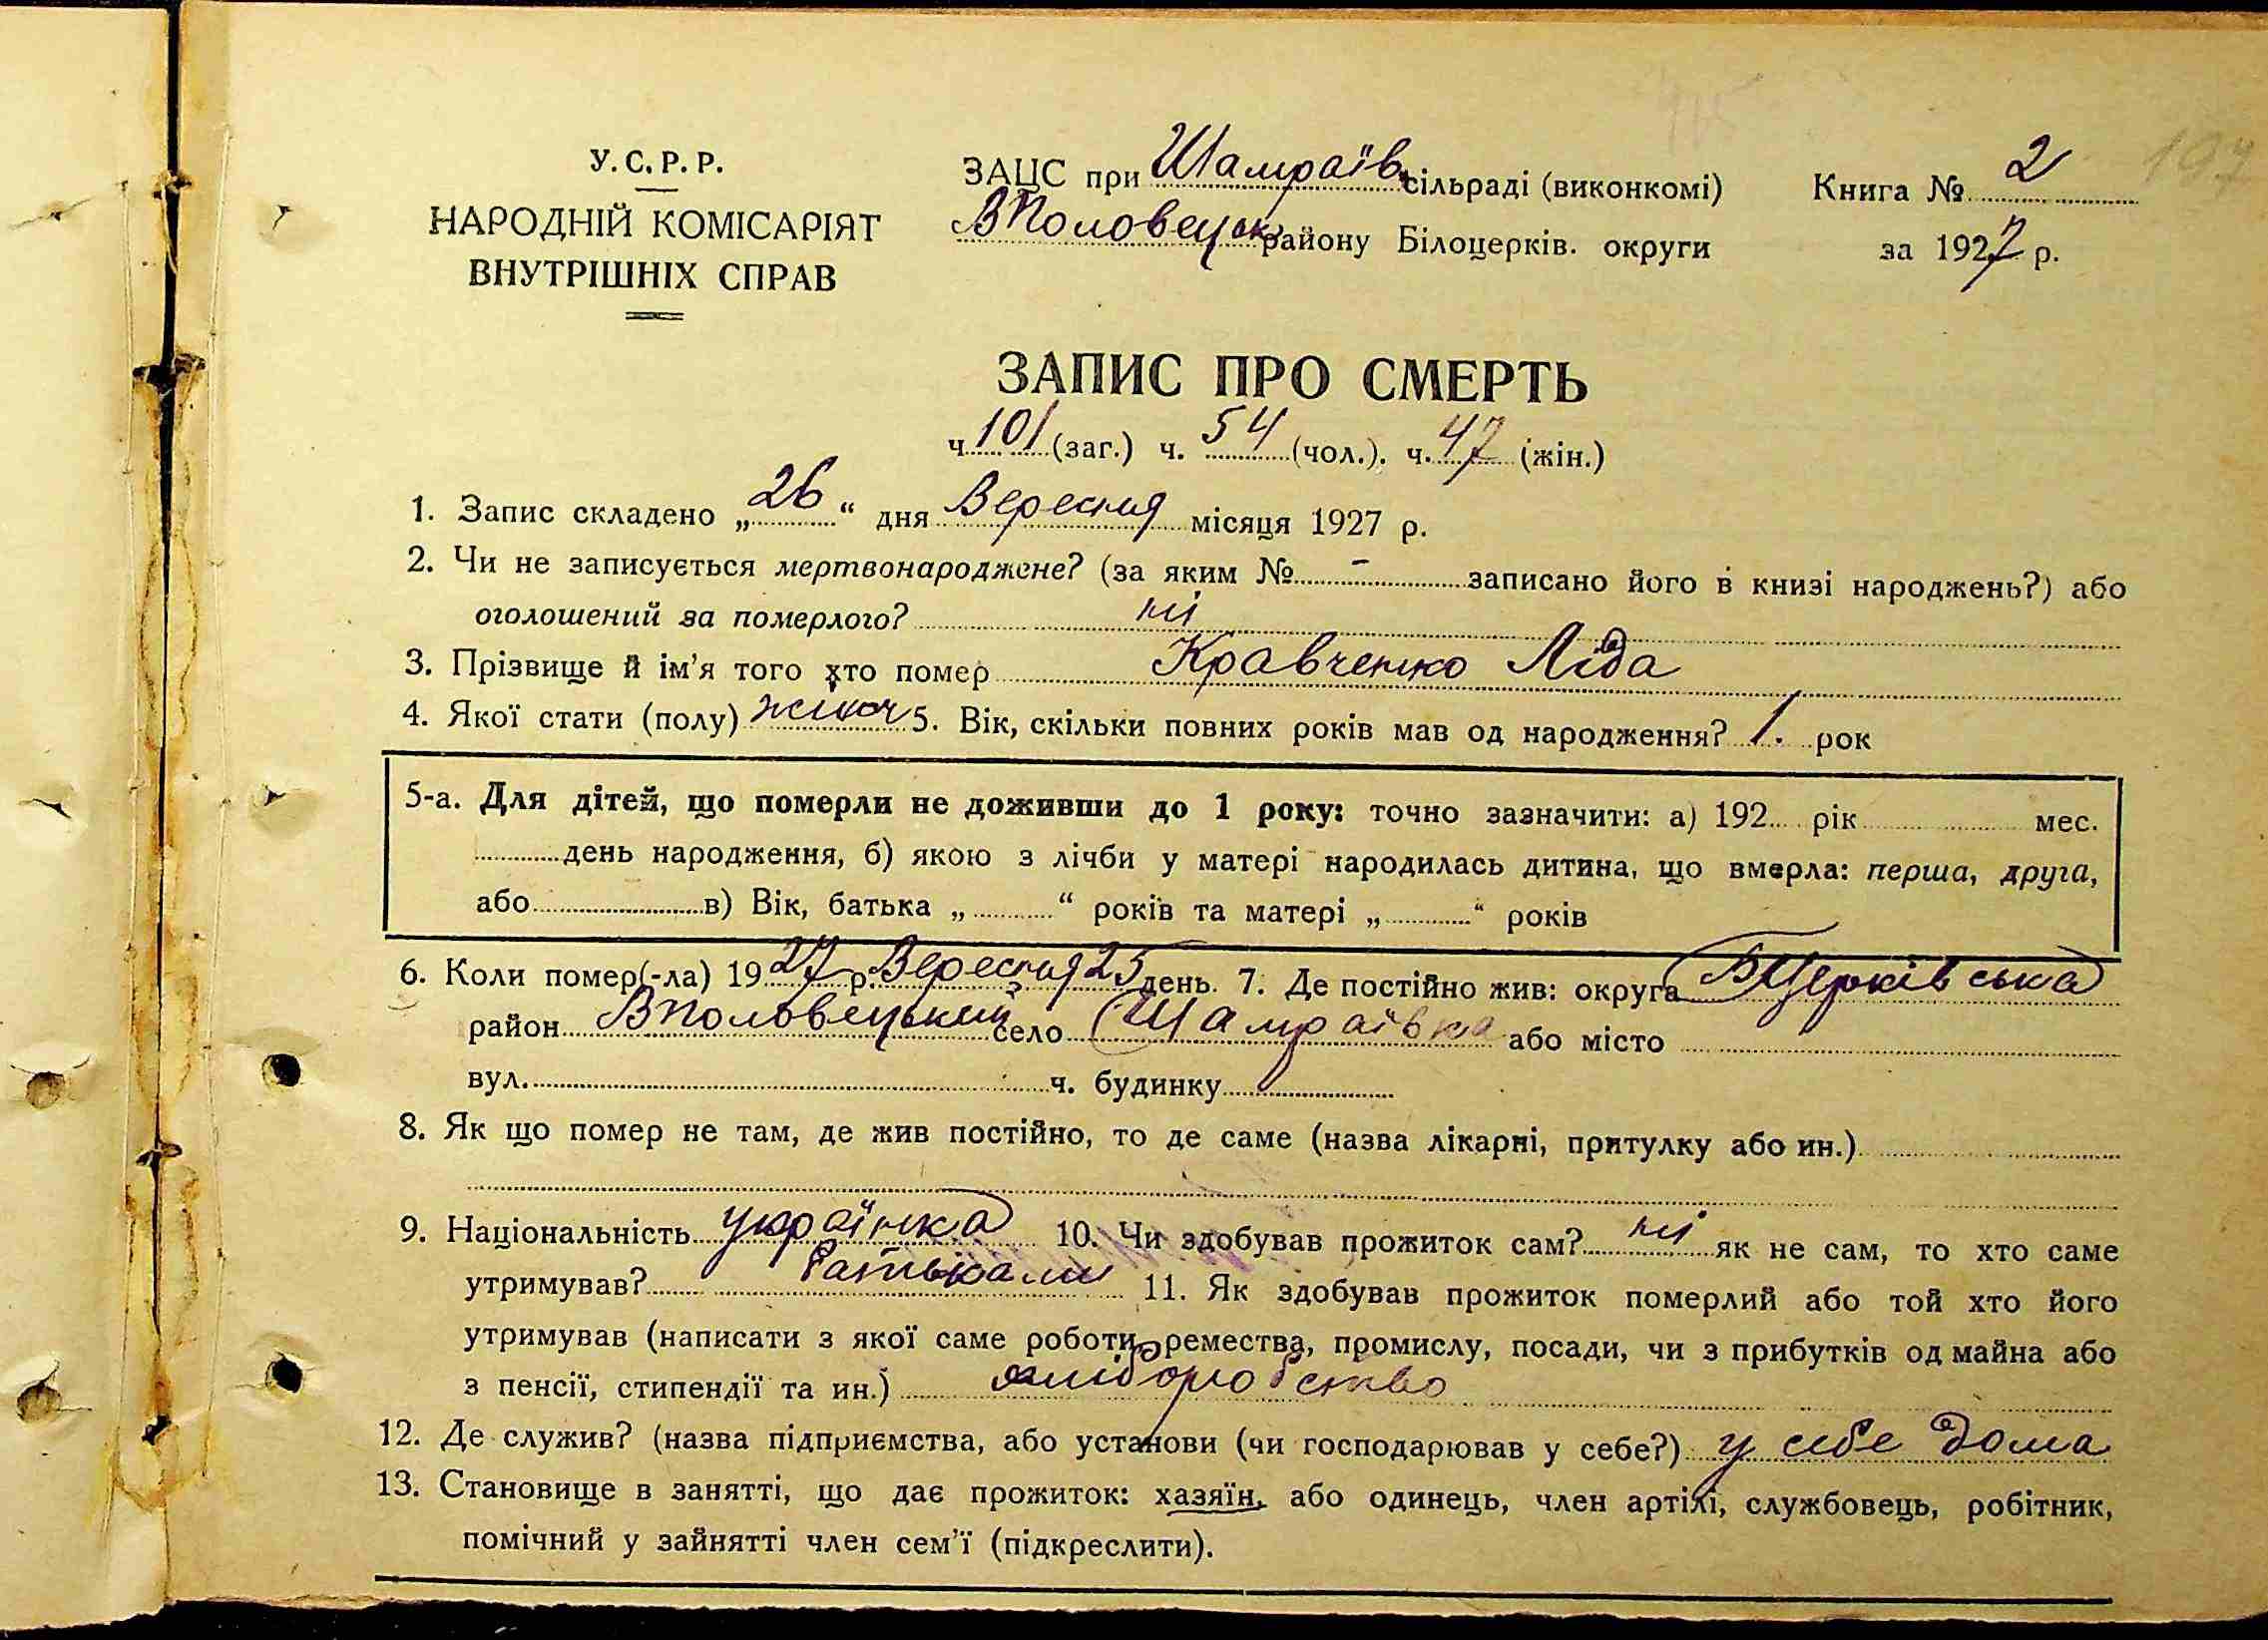 У.С.Р.Р.
НАРОДНІЙ КОМІСАРІЯТ
ВНУТРІШНІХ СПРАВ
ЗАЦС при Шамраїв. сільраді (виконкомі)
ВПоловецьк району Білоцерків. округи
Книга № 2
за 1927 р.
197
ЗАПИС ПРО СМЕРТЬ
ч. 101 (заг.) ч. 54 (чол.). ч. 47 (жін.)
1. Запис складено „26“ дня Вересня місяця 1927 р.
2. Чи не записується мертвонароджене? (за яким № - записано його в книзі народжень?) або
оголошений за померлого? ні
3. Прізвище й ім’я того хто помер Кравченко Ліда
4. Якої стати (полу) жіноч 5. Вік, скільки повних років мав од народження? 1. рок
5-а. Для дітей, що померли не доживши до 1 року: точно зазначити: а) 192 рік мес.
день народження, б) якою з лічби у матері народилась дитина, що вмерла: перша, друга,
або в) Вік, батька „ “ років та матері „ “ років
6. Коли помер(-ла) 1927 р. Вересня 25 день. 7. Де постійно жив: округа БЦерківська
район ВПоловецький село Шамраївка або місто
вул. ч. будинку
8. Як що помер не там, де жив постійно, то де саме (назва лікарні, притулку або ин.)
9. Національність українка 10. Чи здобував прожиток сам? ні як не сам, то хто саме
утримував? батьками 11. Як здобував прожиток померлий або той хто його
утримував (написати з якої саме роботи, ремества, промислу, посади, чи з прибутків од майна або
з пенсії, стипендії та ин.) хліборобство
12. Де служив? (назва підприємства, або установи (чи господарював у себе?) у себе дома
13. Становище в занятті, що дає прожиток: хазяїн, або одинець, член артілі, службовець, робітник,
помічний у зайнятті член сем’ї (підкреслити).